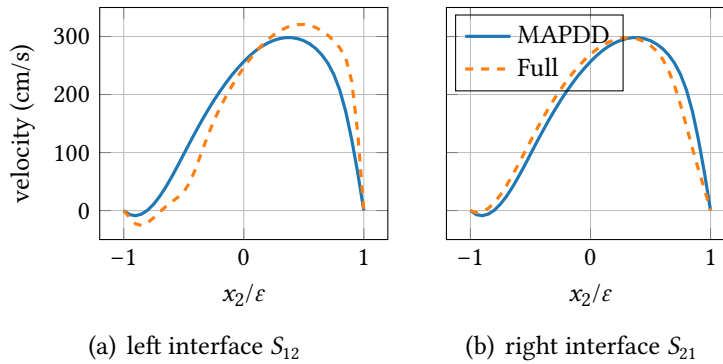 velocity (cm/s)
300
200
100
0
−1
0
1
x₂/ε
(a) left interface S₁₂
MAPDD
Full
−1
0
1
x₂/ε
(b) right interface S₂₁